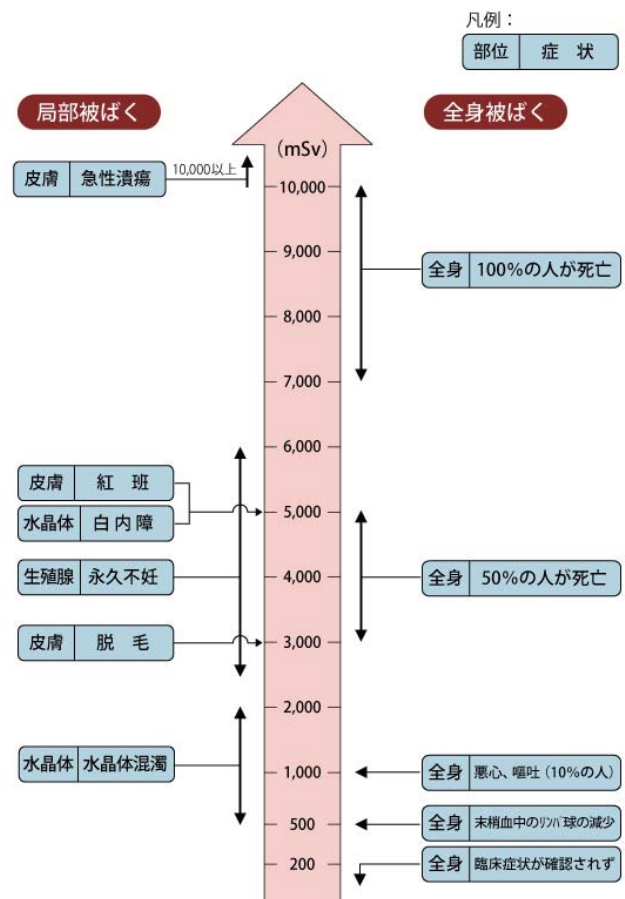 凡例：
部位 症 状
局部被ばく
全身被ばく
(mSv)
皮膚 急性潰瘍 10,000以上
10,000
9,000
全身 100%の人が死亡
8,000
7,000
6,000
皮膚 紅 班
5,000
水晶体 白内障
生殖腺 永久不妊
4,000
全身 50%の人が死亡
皮膚 脱 毛
3,000
2,000
水晶体 水晶体混濁
1,000
全身 悪心、嘔吐(10%の人)
500
全身 末梢血中のﾘﾝﾊﾟ球の減少
200
全身 臨床症状が確認されず